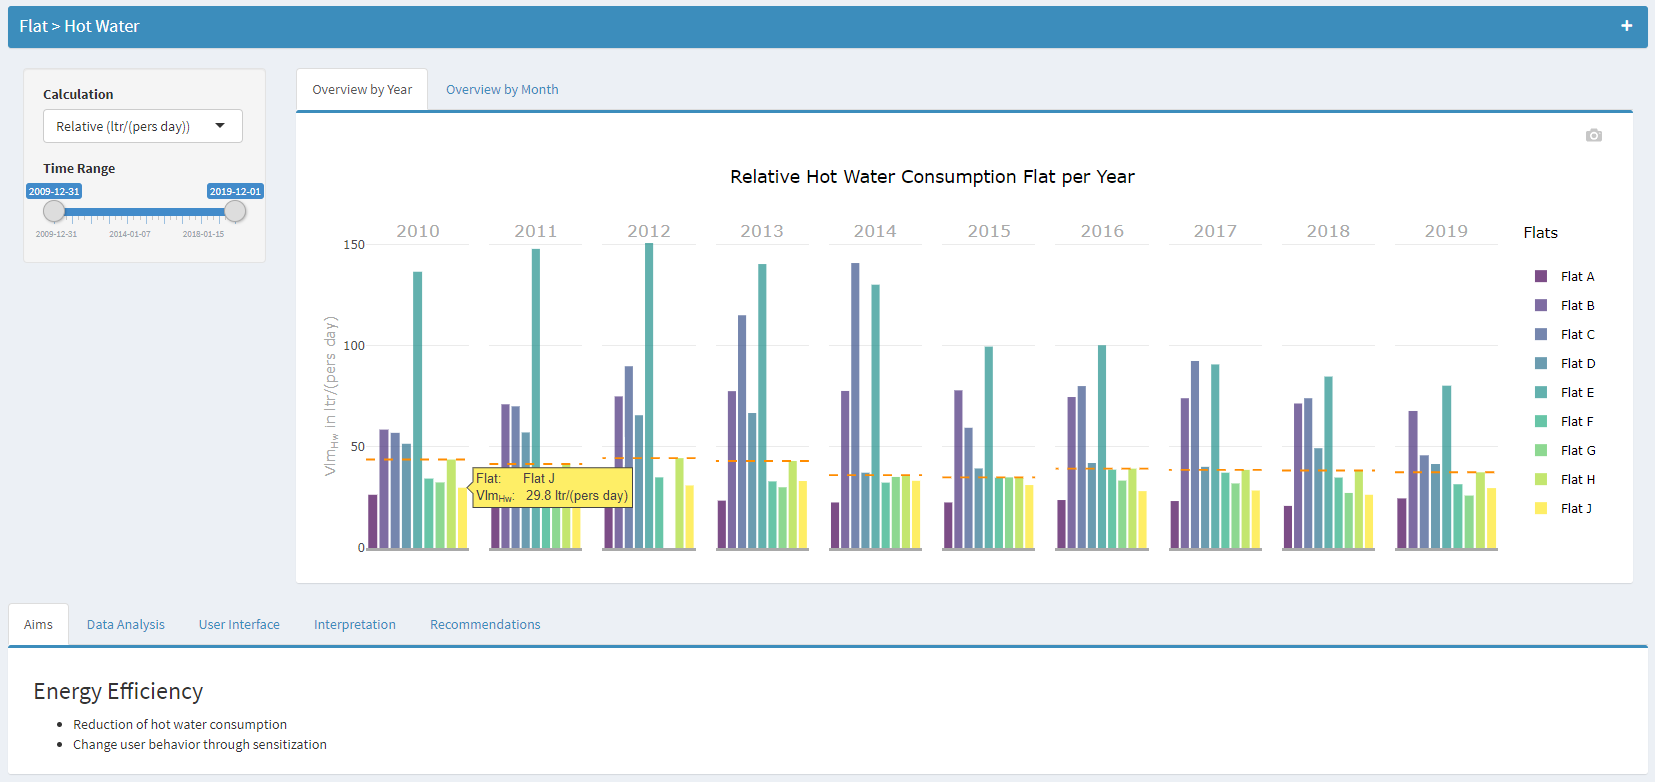 Flat > Hot Water
+
Calculation
Relative (ltr/(pers day))
Time Range
2009-12-31 2019-12-01
2009-12-31 2014-01-07 2018-01-15
Overview by Year Overview by Month
Relative Hot Water Consumption Flat per Year
2010 2011 2012 2013 2014 2015 2016 2017 2018 2019
150
100
50
0
VlmHw in ltr/(pers day)
Flat: Flat J
VlmHw: 29.8 ltr/(pers day)
Flats
Flat A
Flat B
Flat C
Flat D
Flat E
Flat F
Flat G
Flat H
Flat J
Aims Data Analysis User Interface Interpretation Recommendations
Energy Efficiency
• Reduction of hot water consumption
• Change user behavior through sensitization